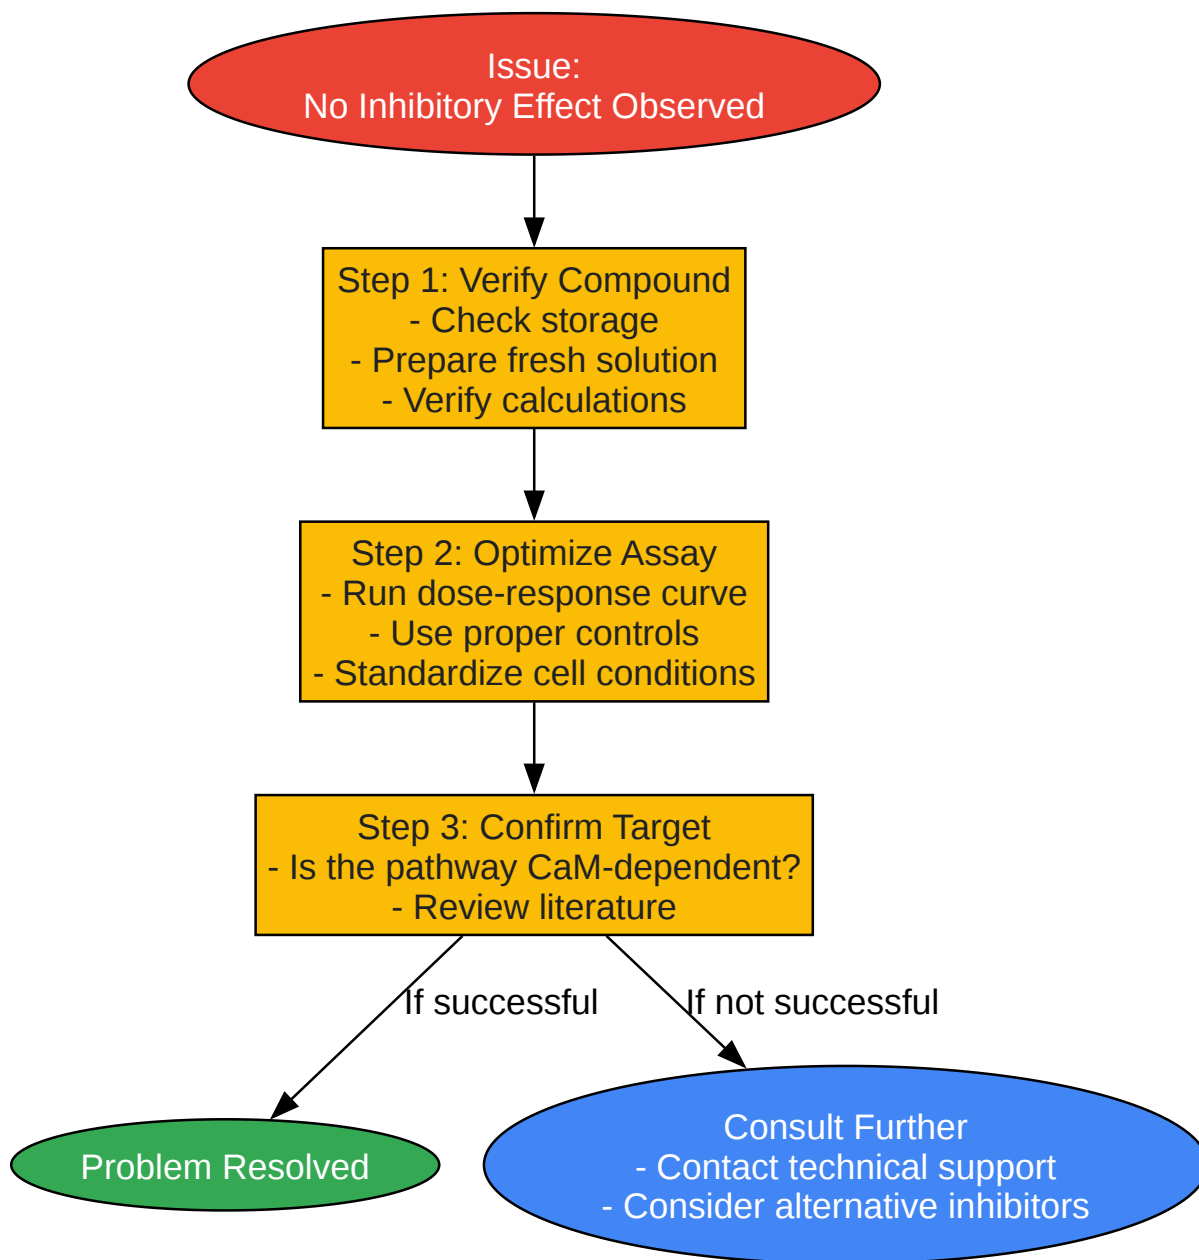 Issue:
No Inhibitory Effect Observed
Step 1: Verify Compound
- Check storage
- Prepare fresh solution
- Verify calculations
Step 2: Optimize Assay
- Run dose-response curve
- Use proper controls
- Standardize cell conditions
Step 3: Confirm Target
- Is the pathway CaM-dependent?
- Review literature
If successful
If not successful
Problem Resolved
Consult Further
- Contact technical support
- Consider alternative inhibitors